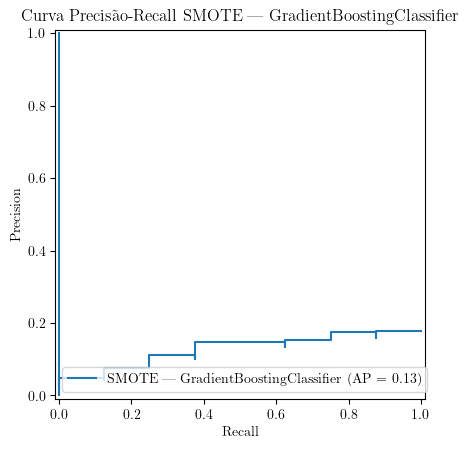 Curva Precisão-Recall SMOTE — GradientBoostingClassifier
1.0
0.8
0.6
0.4
0.2
0.0
Precision
SMOTE — GradientBoostingClassifier (AP = 0.13)
0.0 0.2 0.4 0.6 0.8 1.0
Recall